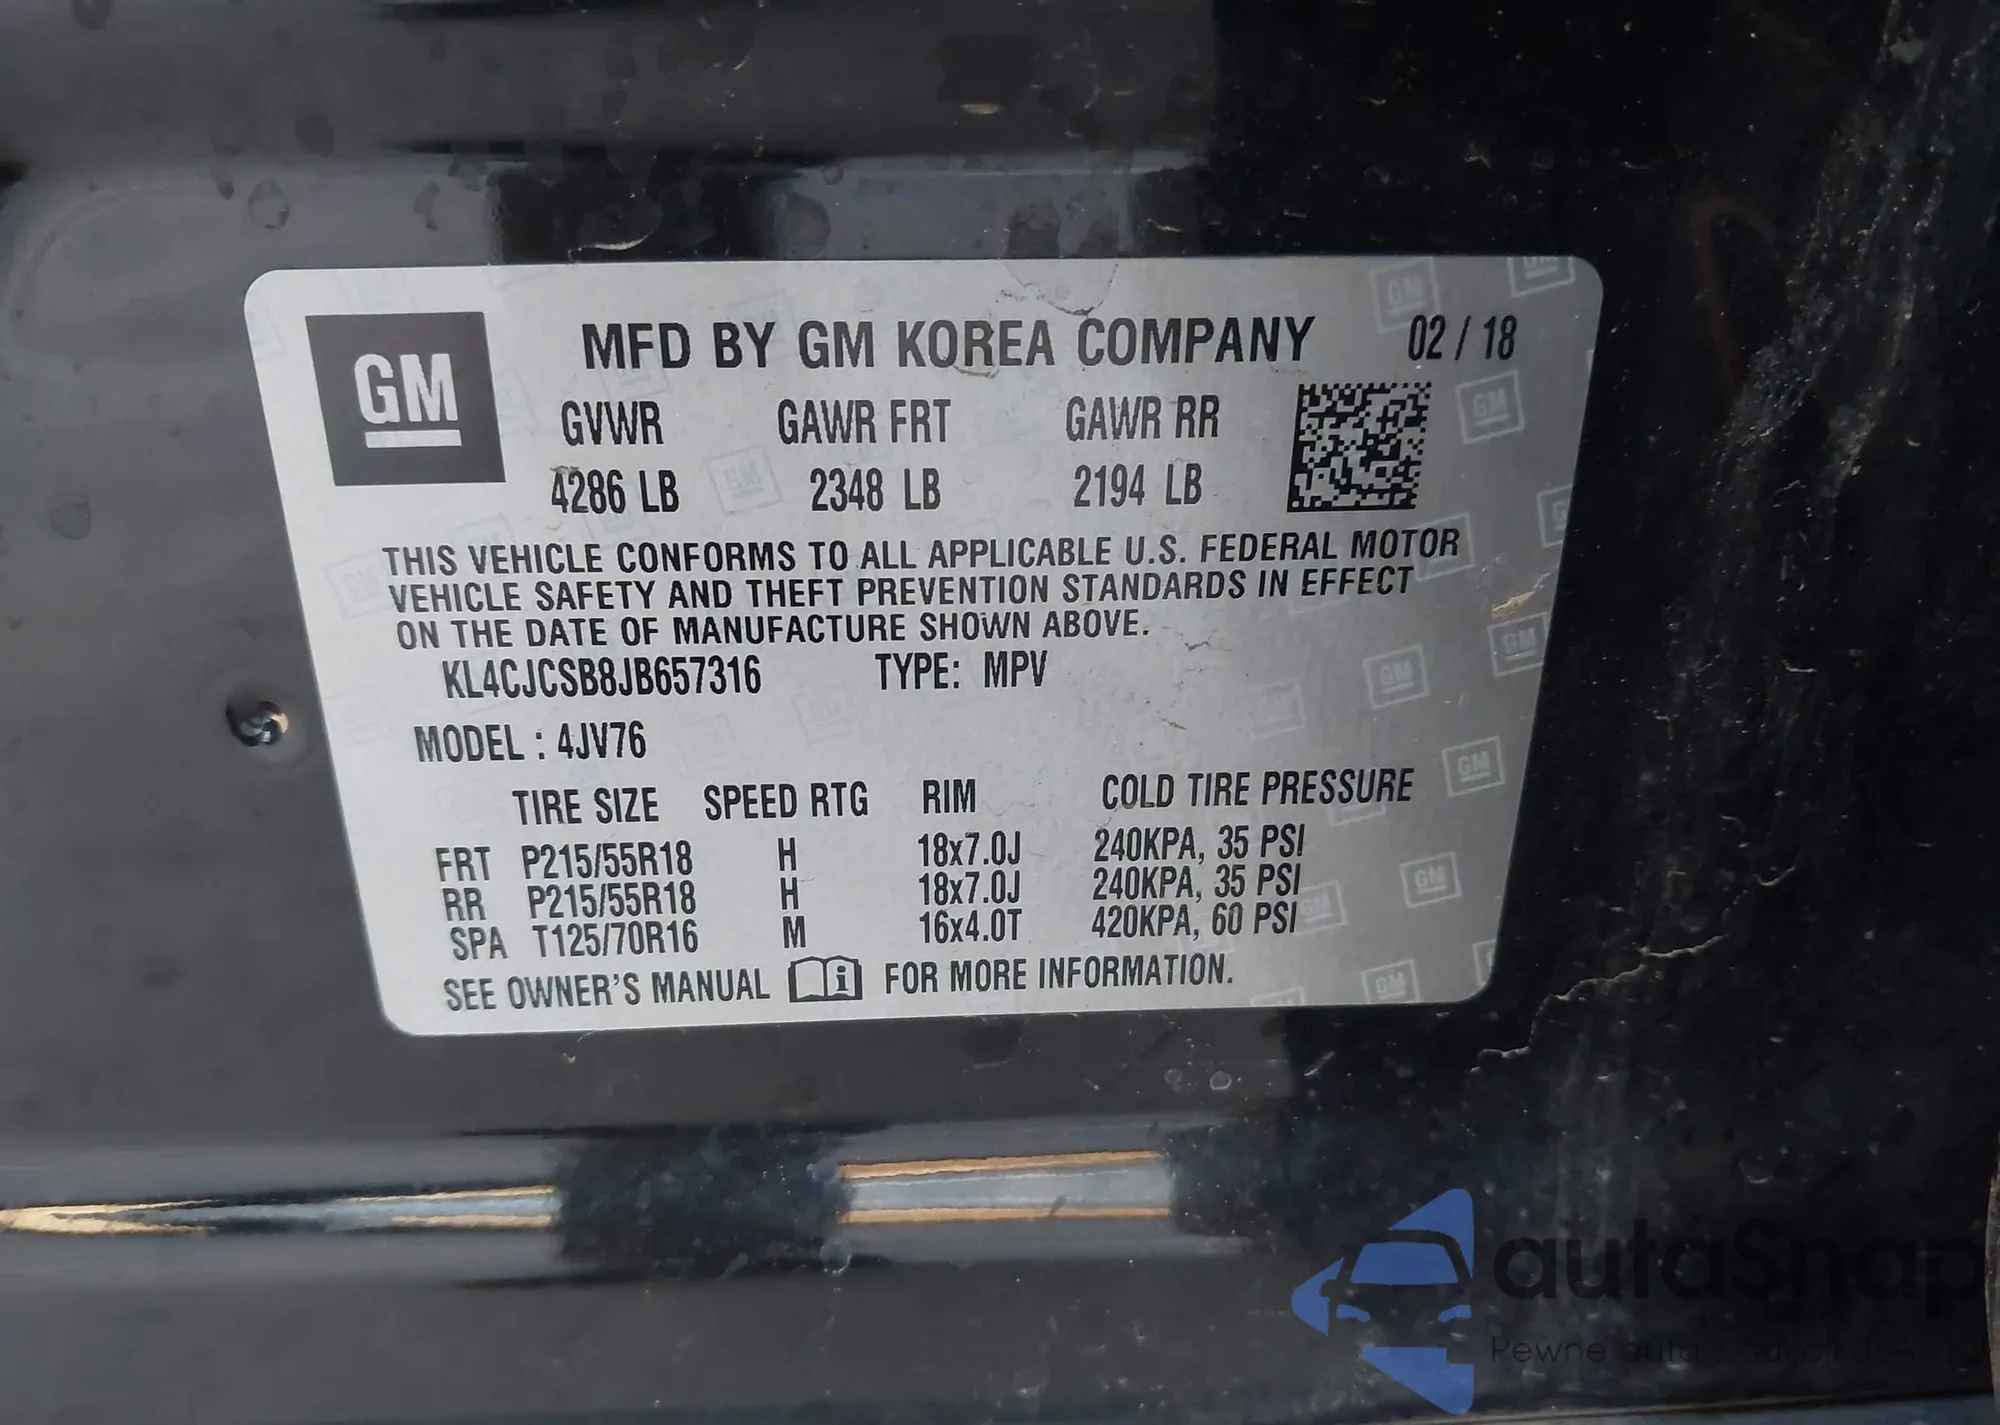 GM
MFD BY GM KOREA COMPANY 02 / 18
GVWR GAWR FRT GAWR RR
4286 LB 2348 LB 2194 LB
THIS VEHICLE CONFORMS TO ALL APPLICABLE U.S. FEDERAL MOTOR
VEHICLE SAFETY AND THEFT PREVENTION STANDARDS IN EFFECT
ON THE DATE OF MANUFACTURE SHOWN ABOVE.
KL4CJCSB8JB657316 TYPE: MPV
MODEL : 4JV76
TIRE SIZE SPEED RTG RIM COLD TIRE PRESSURE
FRT P215/55R18 H 18x7.0J 240KPA, 35 PSI
RR P215/55R18 H 18x7.0J 240KPA, 35 PSI
SPA T125/70R16 M 16x4.0T 420KPA, 60 PSI
SEE OWNER'S MANUAL FOR MORE INFORMATION.
autaSnap
Pewne auta